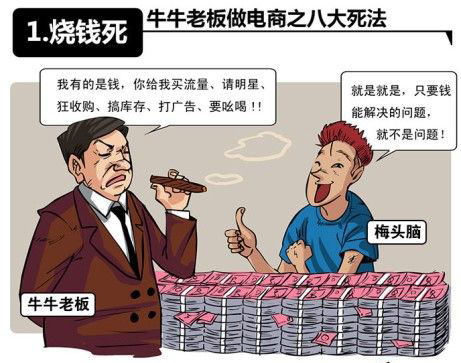 1.烧钱死
牛牛老板做电商之八大死法
我有的是钱，你给我买流量、请明星、
狂收购、搞库存、打广告、要吆喝！！
就是就是，只要钱
能解决的问题，
就不是问题！
梅头脑
牛牛老板